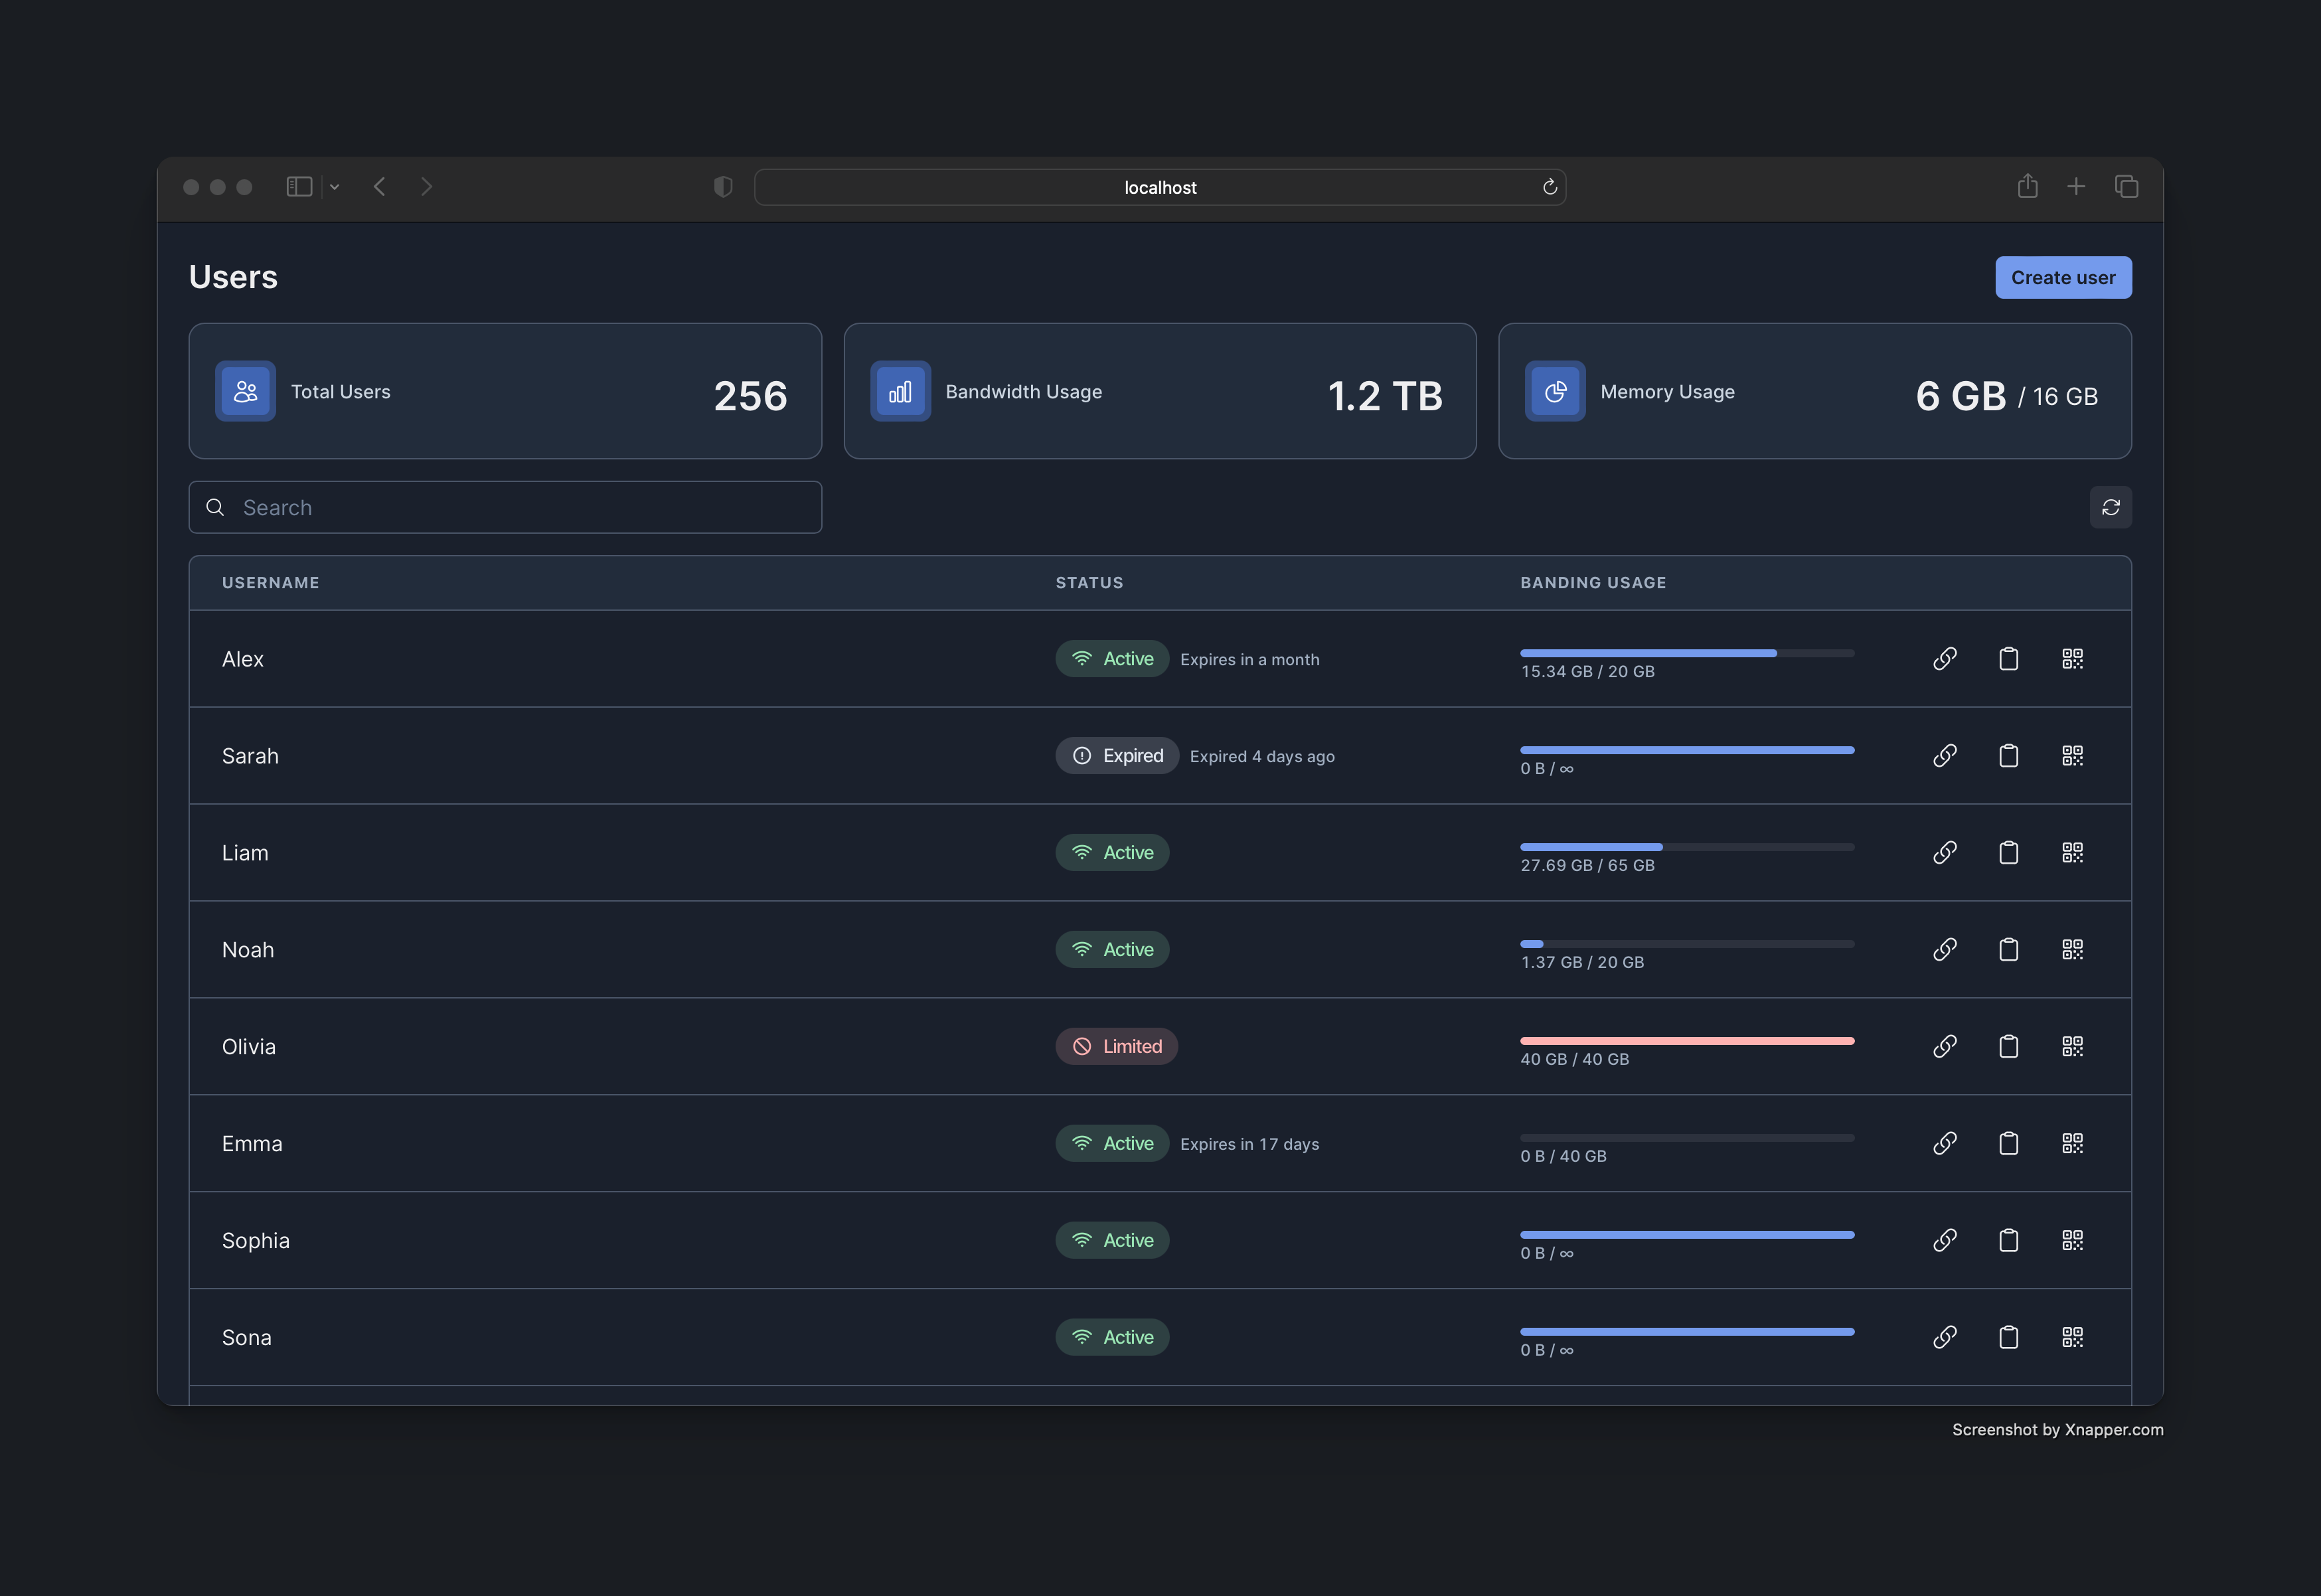 localhost
Users
Create user
Total Users 256
Bandwidth Usage 1.2 TB
Memory Usage 6 GB / 16 GB
Search
USERNAME STATUS BANDING USAGE
Alex Active Expires in a month 15.34 GB / 20 GB
Sarah Expired Expired 4 days ago 0 B / ∞
Liam Active 27.69 GB / 65 GB
Noah Active 1.37 GB / 20 GB
Olivia Limited 40 GB / 40 GB
Emma Active Expires in 17 days 0 B / 40 GB
Sophia Active 0 B / ∞
Sona Active 0 B / ∞
Screenshot by Xnapper.com